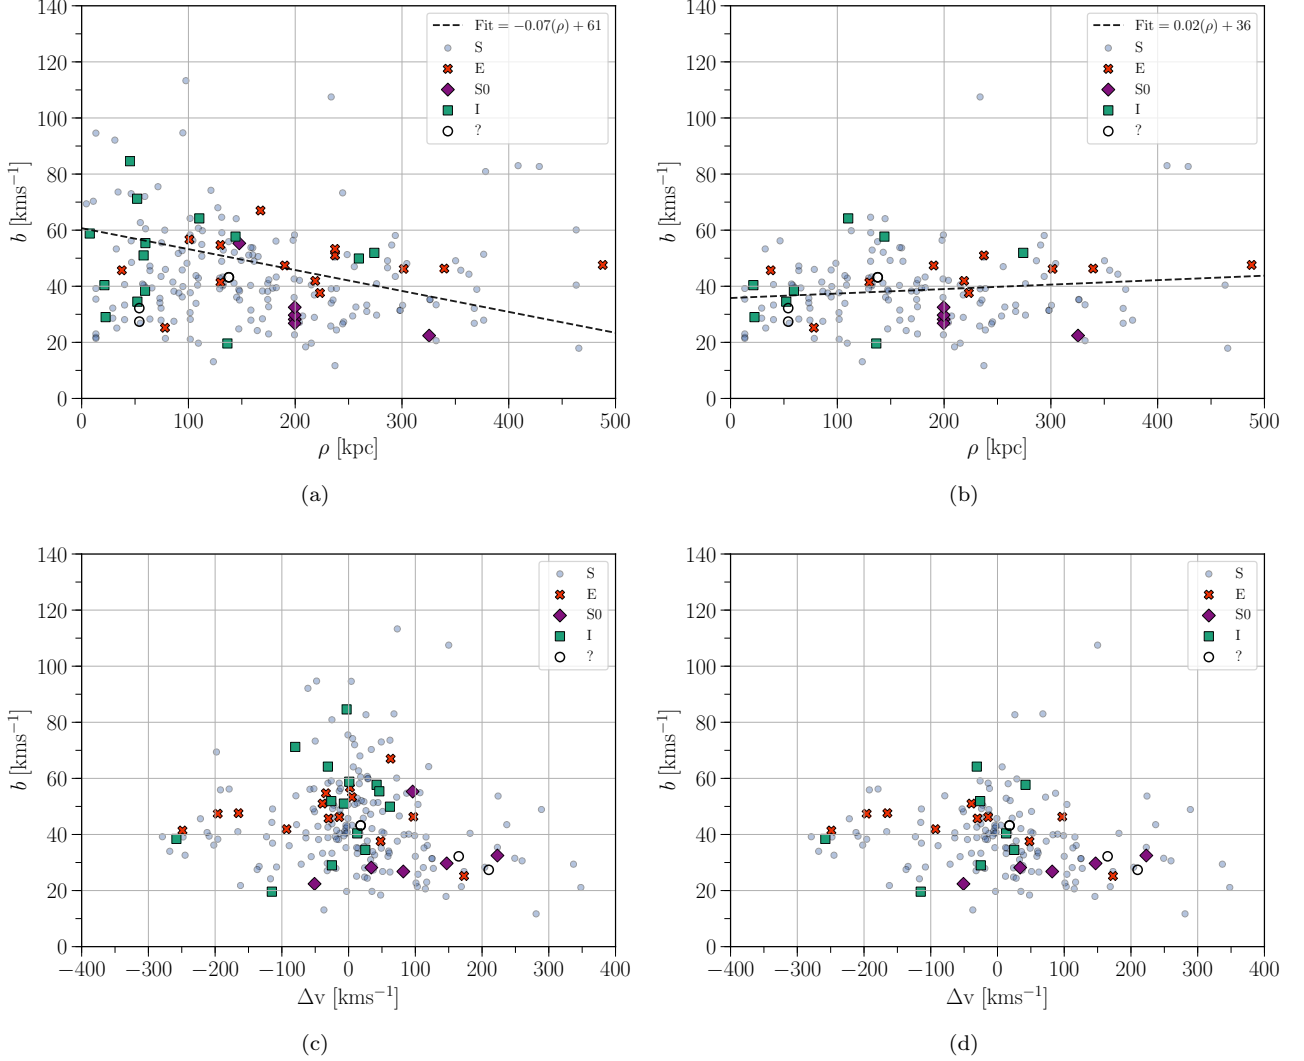 140
120
100
80
60
40
20
0
b [kms⁻¹]
0 100 200 300 400 500
ρ [kpc]
Fit = −0.07(ρ) + 61
S
E
S0
I
?
(a)
140
120
100
80
60
40
20
0
b [kms⁻¹]
0 100 200 300 400 500
ρ [kpc]
Fit = 0.02(ρ) + 36
S
E
S0
I
?
(b)
140
120
100
80
60
40
20
0
b [kms⁻¹]
−400 −300 −200 −100 0 100 200 300 400
Δv [kms⁻¹]
S
E
S0
I
?
(c)
140
120
100
80
60
40
20
0
b [kms⁻¹]
−400 −300 −200 −100 0 100 200 300 400
Δv [kms⁻¹]
S
E
S0
I
?
(d)